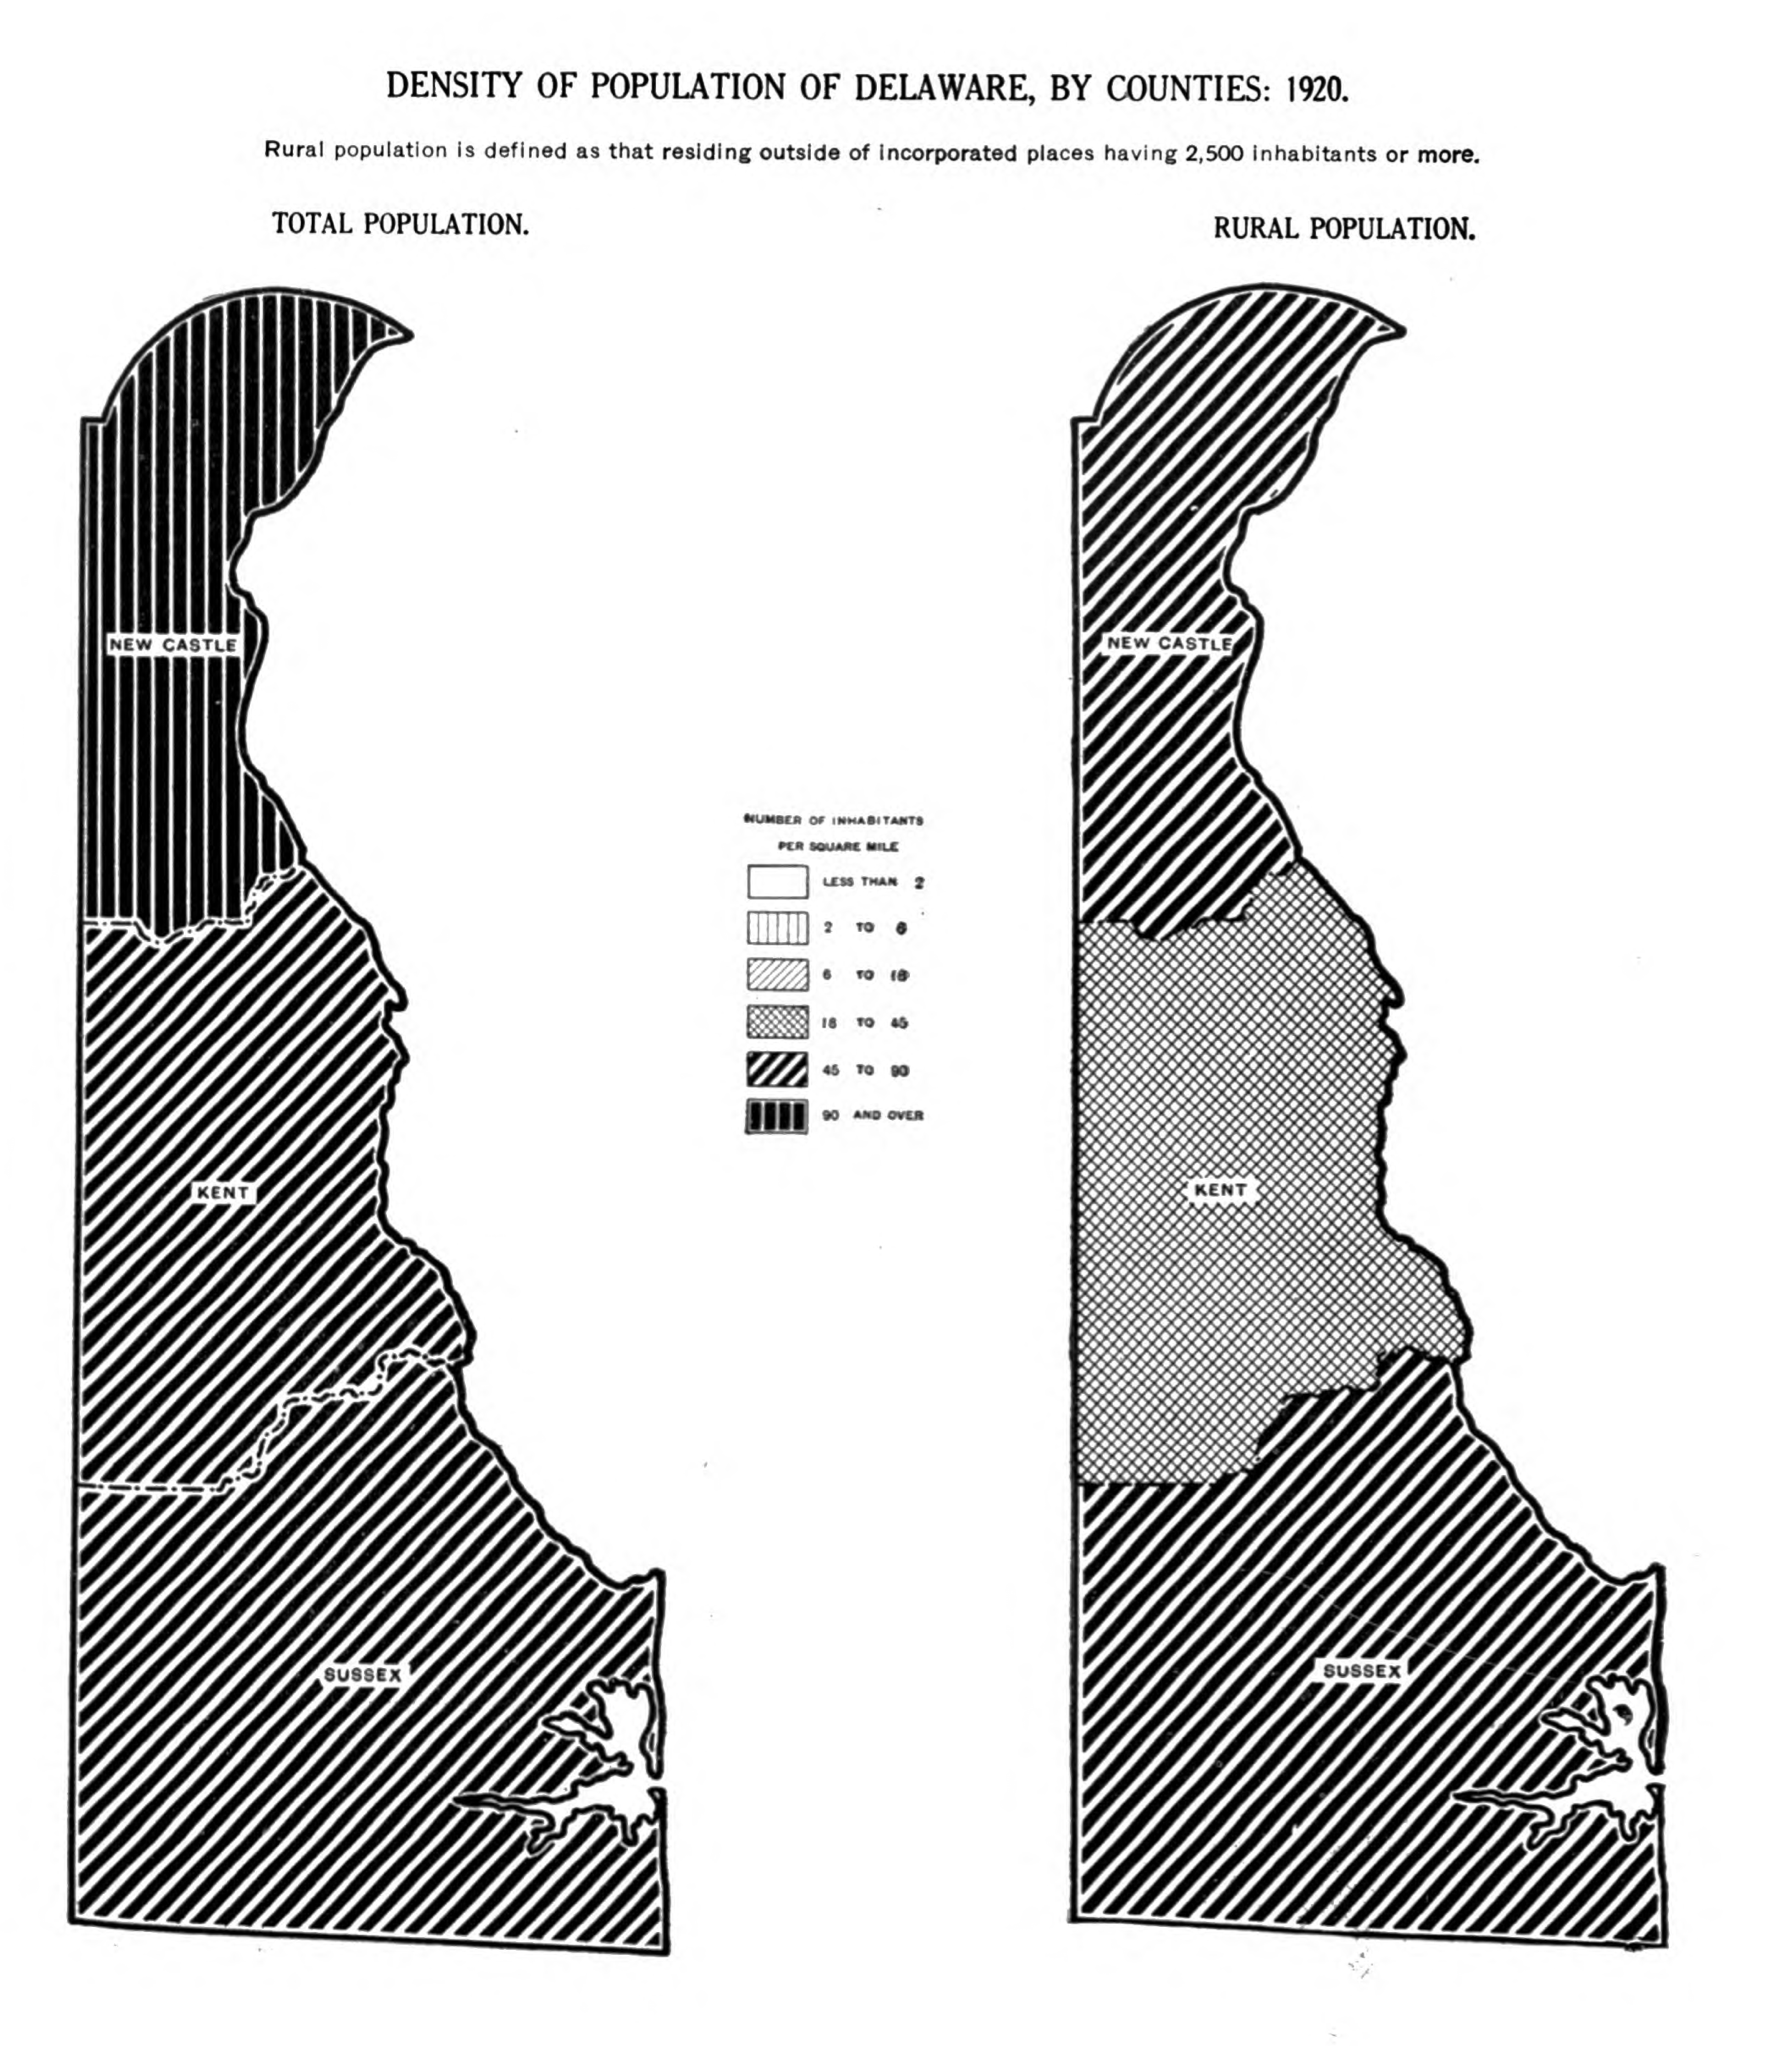 DENSITY OF POPULATION OF DELAWARE, BY COUNTIES: 1920.
Rural population is defined as that residing outside of incorporated places having 2,500 inhabitants or more.
TOTAL POPULATION.
RURAL POPULATION.
NEW CASTLE
KENT
SUSSEX
NUMBER OF INHABITANTS
PER SQUARE MILE
LESS THAN 2
2 TO 6
6 TO 18
18 TO 45
45 TO 90
90 AND OVER
NEW CASTLE
KENT
SUSSEX